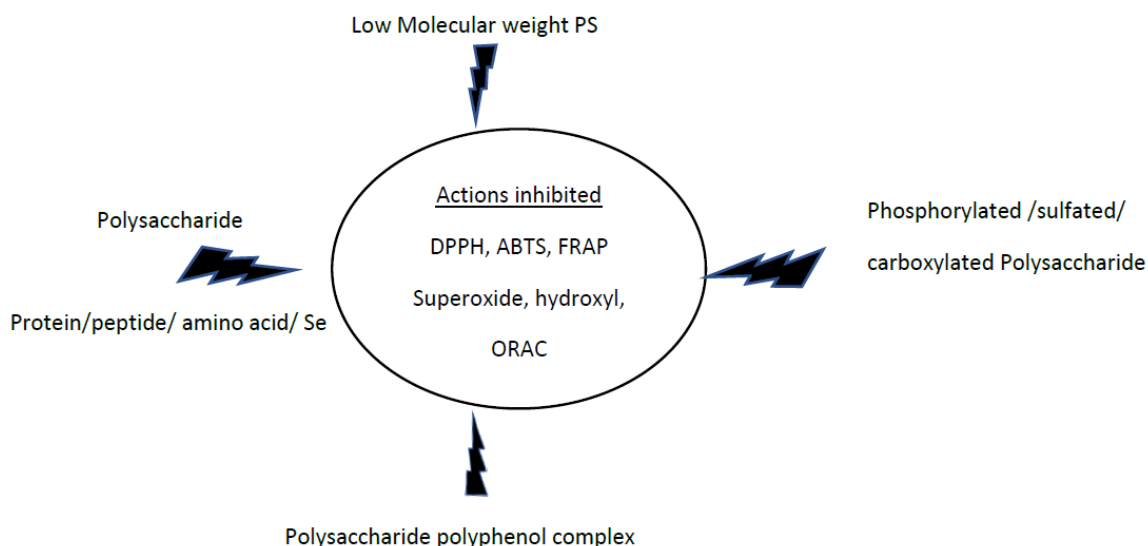 Low Molecular weight PS
Actions inhibited
DPPH, ABTS, FRAP
Superoxide, hydroxyl,
ORAC
Polysaccharide
Protein/peptide/ amino acid/ Se
Phosphorylated /sulfated/
carboxylated Polysaccharide
Polysaccharide polyphenol complex